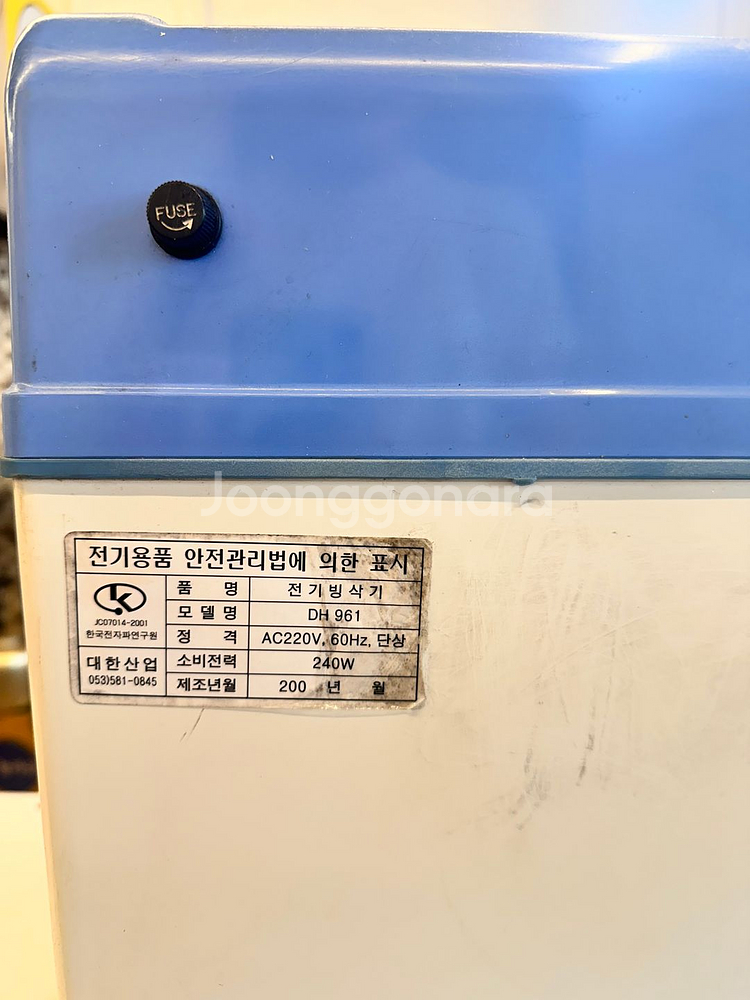 FUSE
Joonggonara
전기용품 안전관리법에 의한 표시
품 명 전기빙삭기
모델명 DH 961
JC07014-2001
한국전자파연구원
정 격 AC220V, 60Hz, 단상
대한산업
053)581-0845
소비전력 240W
제조년월 200 년 월